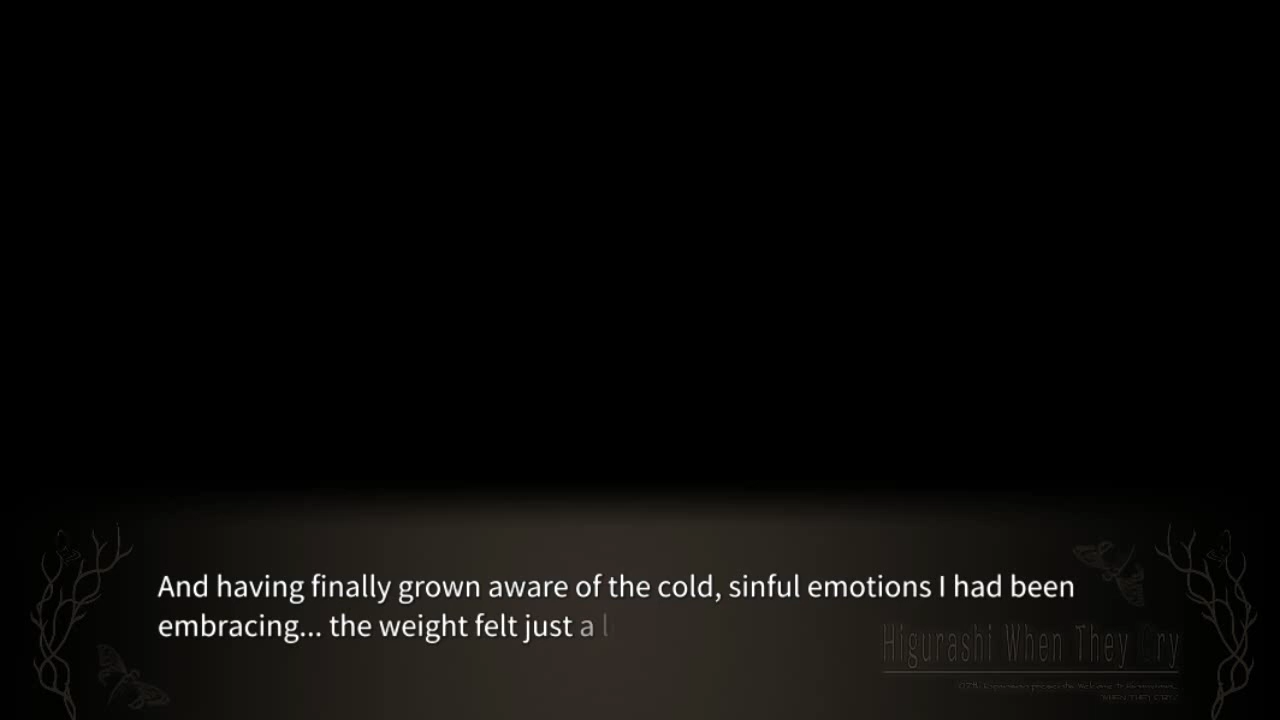 And having finally grown aware of the cold, sinful emotions I had been
embracing... the weight felt just a l
Higurashi When They Cry